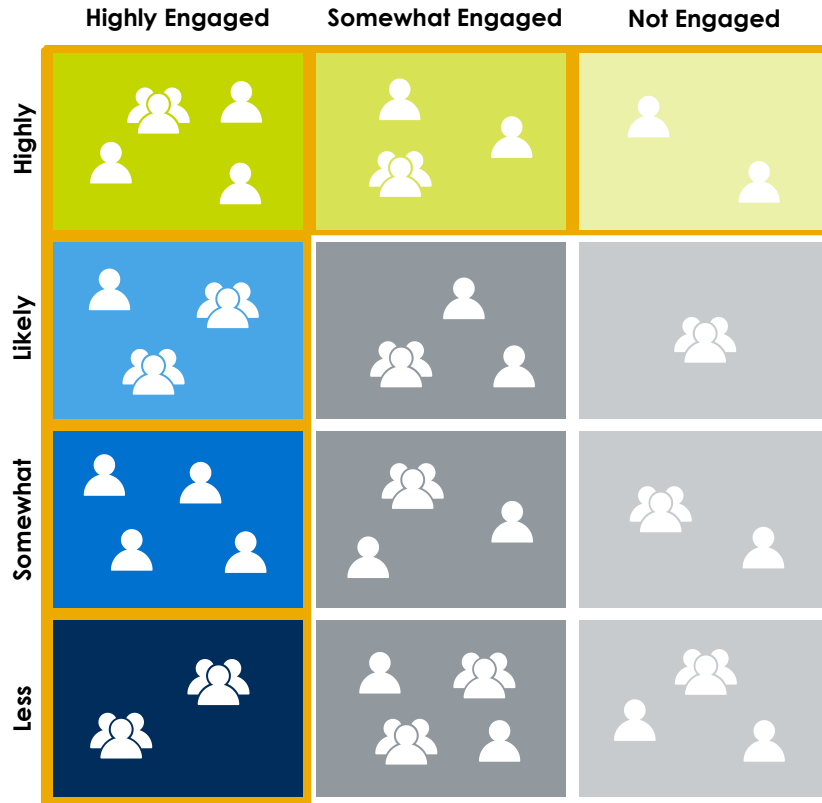 Highly Engaged
Somewhat Engaged
Not Engaged
Highly
Likely
Somewhat
Less